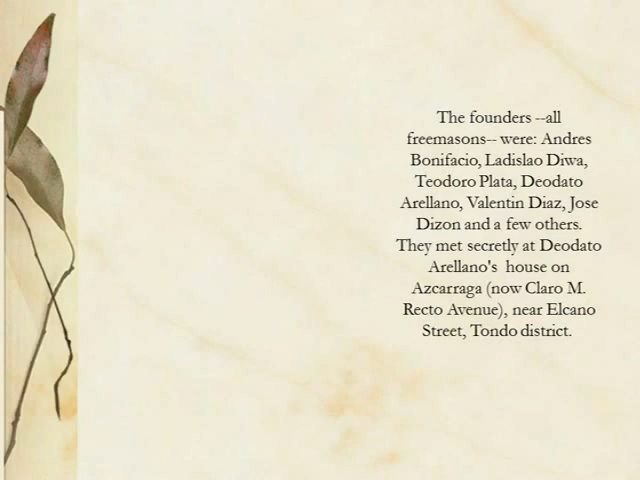 The founders --all
freemasons-- were: Andres
Bonifacio, Ladislao Diwa,
Teodoro Plata, Deodato
Arellano, Valentin Diaz, Jose
Dizon and a few others.
They met secretly at Deodato
Arellano's  house on
Azcarraga (now Claro M.
Recto Avenue), near Elcano
Street, Tondo district.